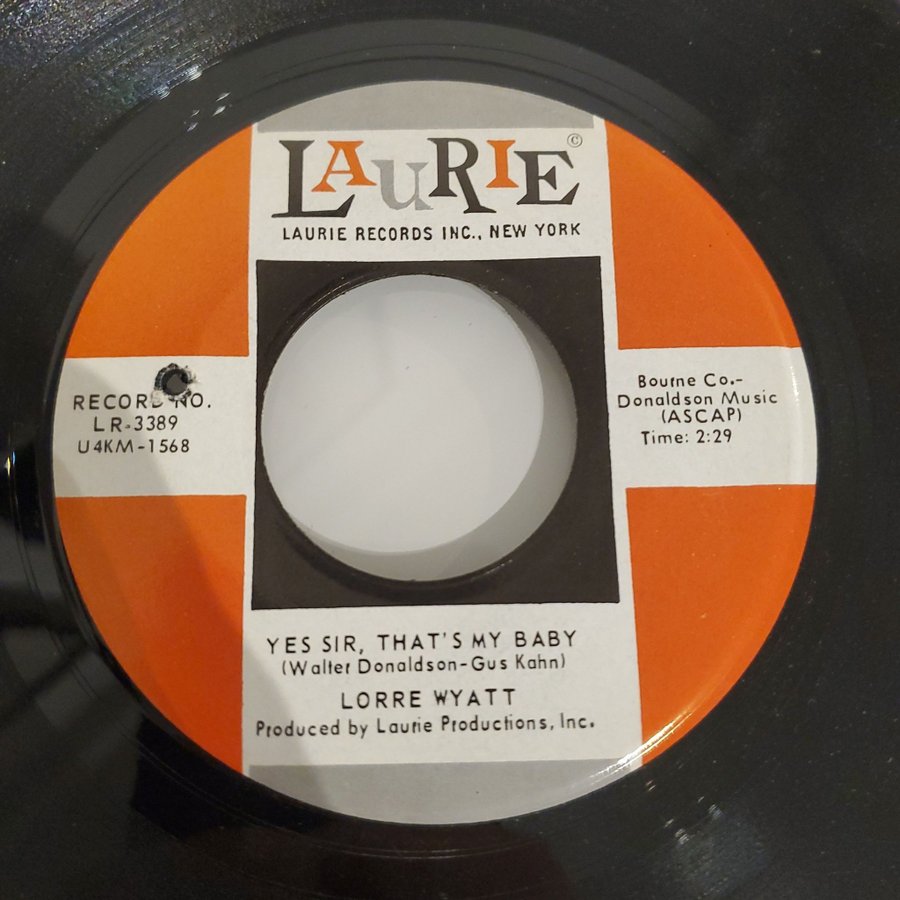 LAURIE©
LAURIE RECORDS INC., NEW YORK
RECORD NO.
LR-3389
U4KM-1568
Bourne Co.-
Donaldson Music
(ASCAP)
Time: 2:29
YES SIR, THAT'S MY BABY
(Walter Donaldson-Gus Kahn)
LORRE WYATT
Produced by Laurie Productions, Inc.